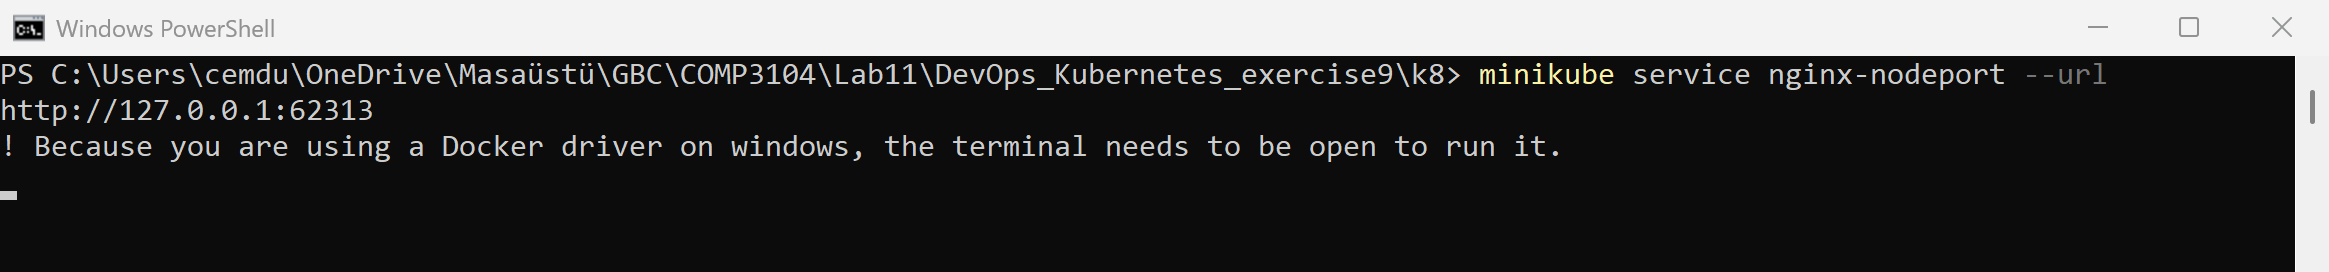 Windows PowerShell
PS C:\Users\cemdu\OneDrive\Masaüstü\GBC\COMP3104\Lab11\DevOps_Kubernetes_exercise9\k8> minikube service nginx-nodeport --url
http://127.0.0.1:62313
! Because you are using a Docker driver on windows, the terminal needs to be open to run it.